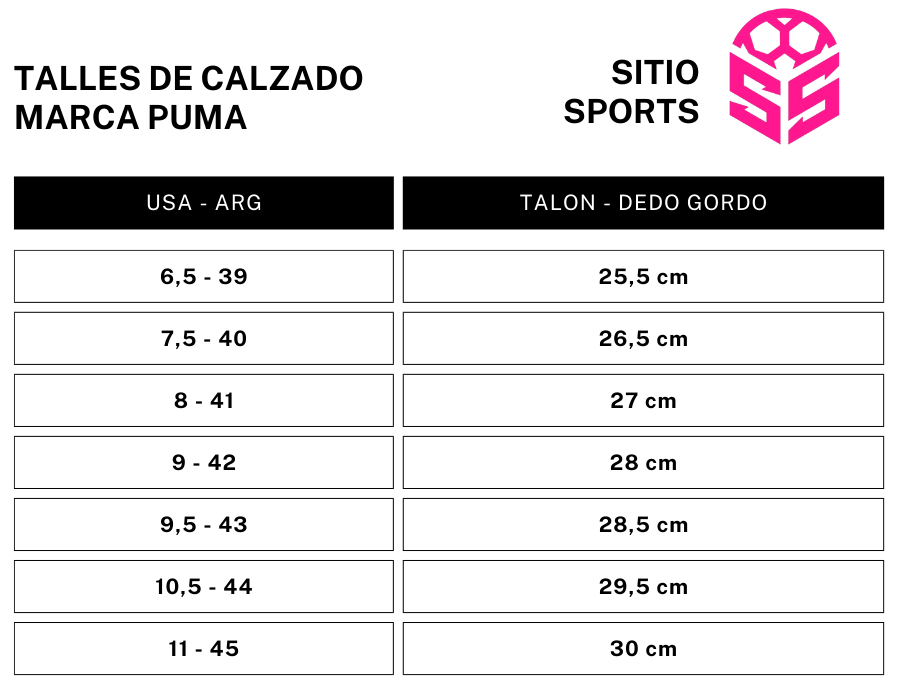 TALLES DE CALZADO
MARCA PUMA
SITIO
SPORTS
USA - ARG
TALON - DEDO GORDO
6,5 - 39
25,5 cm
7,5 - 40
26,5 cm
8 - 41
27 cm
9 - 42
28 cm
9,5 - 43
28,5 cm
10,5 - 44
29,5 cm
11 - 45
30 cm